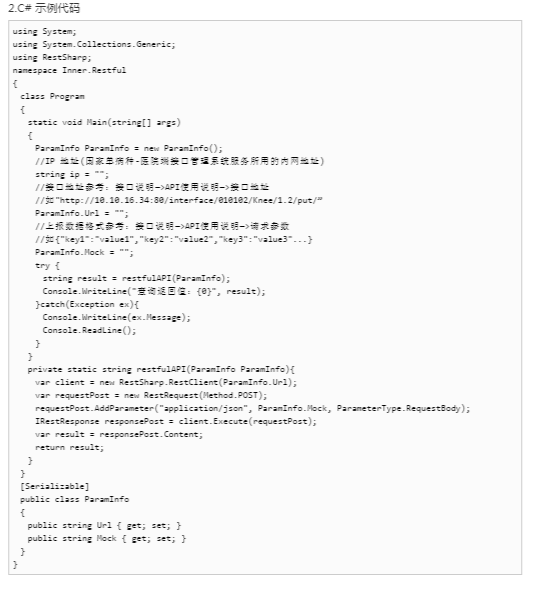 2.C# 示例代码
using System;
using System.Collections.Generic;
using RestSharp;
namespace Inner.Restful
{
class Program
{
static void Main(string[] args)
{
ParamInfo ParamInfo = new ParamInfo();
//IP 地址(国家单病种-医院端接口管理系统服务所用的内网地址)
string ip = "";
//接口地址参考: 接口说明->API使用说明->接口地址
//如"http://10.10.16.34:80/interface/010102/Knee/1.2/put/"
ParamInfo.Url = "";
//上报数据格式参考: 接口说明->API使用说明->请求参数
//如{"key1":"value1","key2":"value2","key3":"value3"...}
ParamInfo.Mock = "";
try {
string result = restfulAPI(ParamInfo);
Console.WriteLine("查询返回值: {0}", result);
}catch(Exception ex){
Console.WriteLine(ex.Message);
Console.ReadLine();
}
}
private static string restfulAPI(ParamInfo ParamInfo){
var client = new RestSharp.RestClient(ParamInfo.Url);
var requestPost = new RestRequest(Method.POST);
requestPost.AddParameter("application/json", ParamInfo.Mock, ParameterType.RequestBody);
IRestResponse responsePost = client.Execute(requestPost);
var result = responsePost.Content;
return result;
}
}
[Serializable]
public class ParamInfo
{
public string Url { get; set; }
public string Mock { get; set; }
}
}